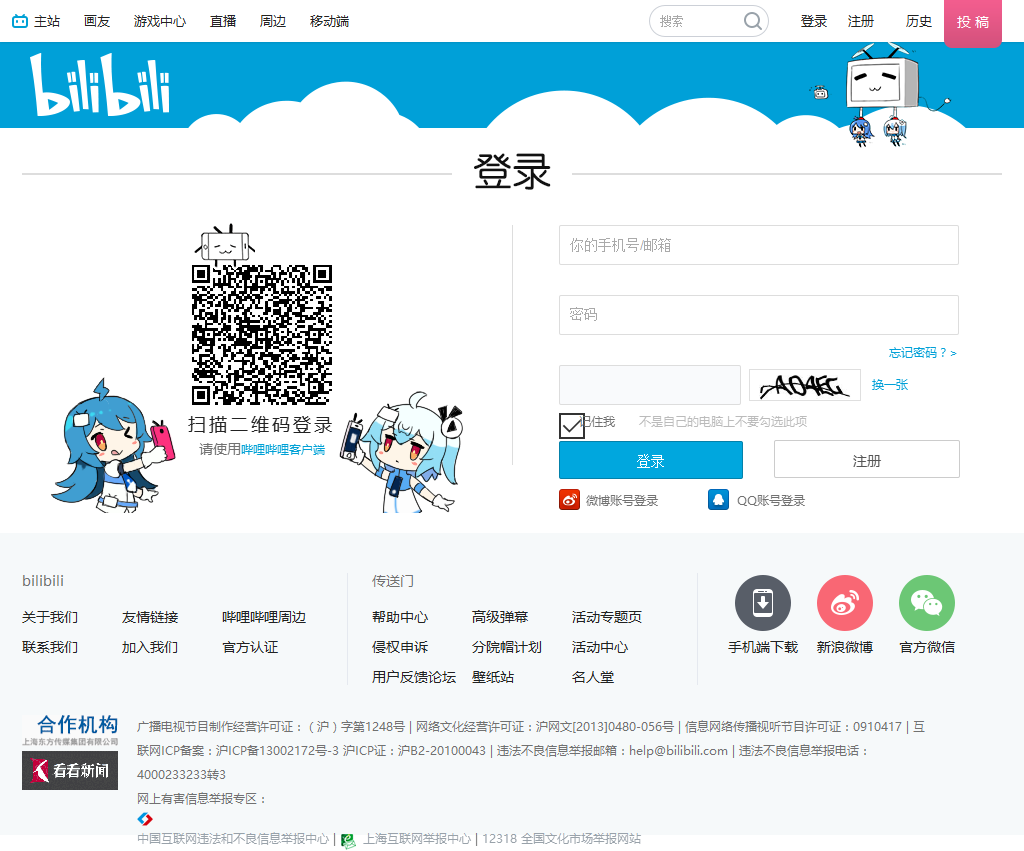 主站 画友 游戏中心 直播 周边 移动端 搜索 登录 注册 历史 投稿
bilibili
登录
你的手机号/邮箱
密码
忘记密码？>
换一张
记住我 不是自己的电脑上不要勾选此项
扫描二维码登录
请使用哔哩哔哩客户端
登录 注册
微博账号登录 QQ账号登录
bilibili 传送门
关于我们 友情链接 哔哩哔哩周边 帮助中心 高级弹幕 活动专题页
联系我们 加入我们 官方认证 侵权申诉 分院帽计划 活动中心 手机端下载 新浪微博 官方微信
用户反馈论坛 壁纸站 名人堂
合作机构
上海东方传媒集团有限公司
看看新闻
广播电视节目制作经营许可证：（沪）字第1248号 | 网络文化经营许可证：沪网文[2013]0480-056号 | 信息网络传播视听节目许可证：0910417 | 互
联网ICP备案：沪ICP备13002172号-3 沪ICP证：沪B2-20100043 | 违法不良信息举报邮箱：help@bilibili.com | 违法不良信息举报电话：
4000233233转3
网上有害信息举报专区：
中国互联网违法和不良信息举报中心 | 上海互联网举报中心 | 12318 全国文化市场举报网站